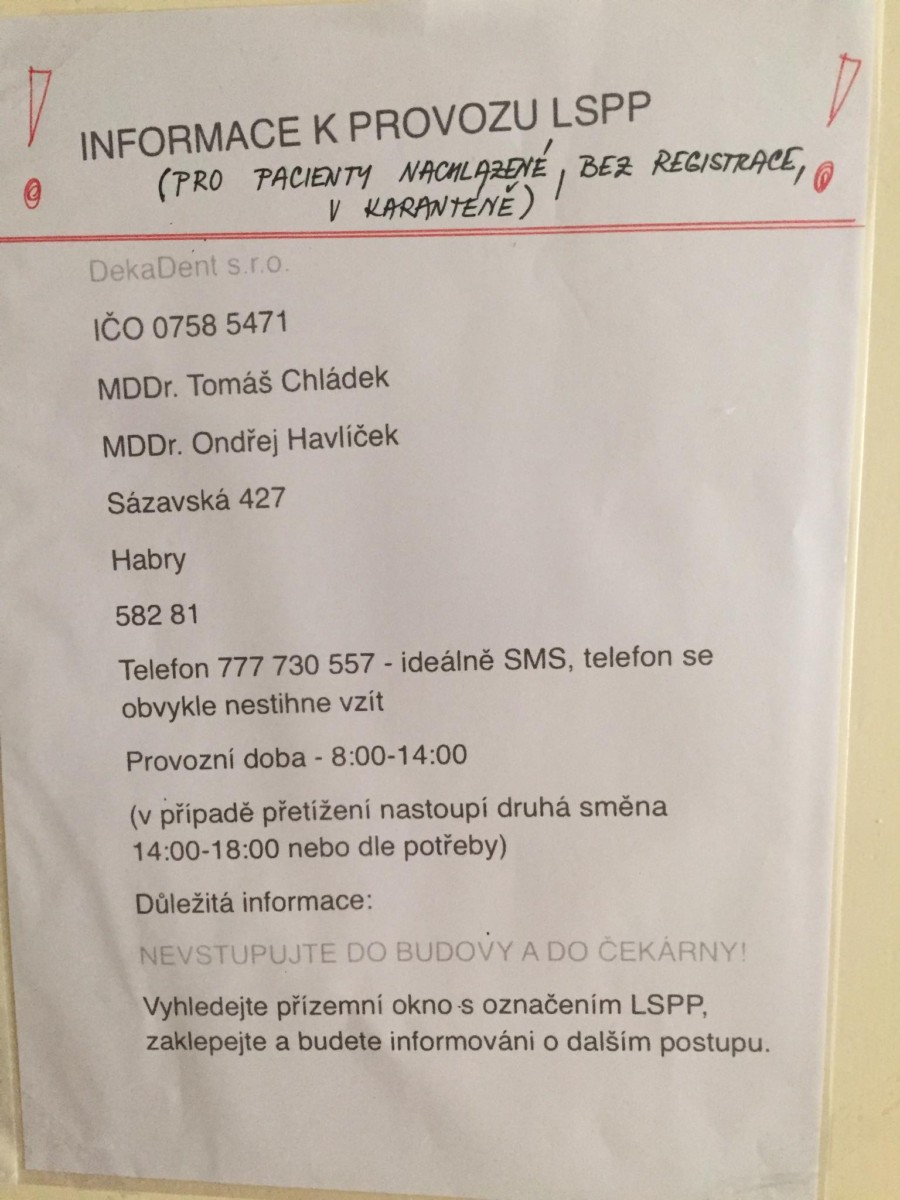 INFORMACE K PROVOZU LSPP
(PRO PACIENTY NACHLAZENÉ, BEZ REGISTRACE,
V KARANTÉNĚ)
DekaDent s.r.o.
IČO 0758 5471
MDDr. Tomáš Chládek
MDDr. Ondřej Havlíček
Sázavská 427
Habry
582 81
Telefon 777 730 557 - ideálně SMS, telefon se
obvykle nestihne vzít
Provozní doba - 8:00-14:00
(v případě přetížení nastoupí druhá směna
14:00-18:00 nebo dle potřeby)
Důležitá informace:
NEVSTUPUJTE DO BUDOVY A DO ČEKÁRNY!
Vyhledejte přízemní okno s označením LSPP,
zaklepejte a budete informováni o dalším postupu.